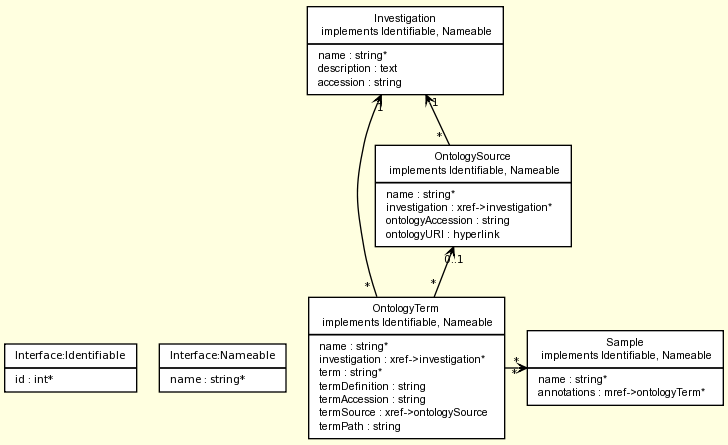 Investigation
implements Identifiable, Nameable
name : string*
description : text
accession : string
1
1
*
OntologySource
implements Identifiable, Nameable
name : string*
investigation : xref->investigation*
ontologyAccession : string
ontologyURI : hyperlink
0..1
*
*
OntologyTerm
implements Identifiable, Nameable
name : string*
investigation : xref->investigation*
term : string*
termDefinition : string
termAccession : string
termSource : xref->ontologySource
termPath : string
*
*
Sample
implements Identifiable, Nameable
name : string*
annotations : mref->ontologyTerm*
Interface:Identifiable
id : int*
Interface:Nameable
name : string*